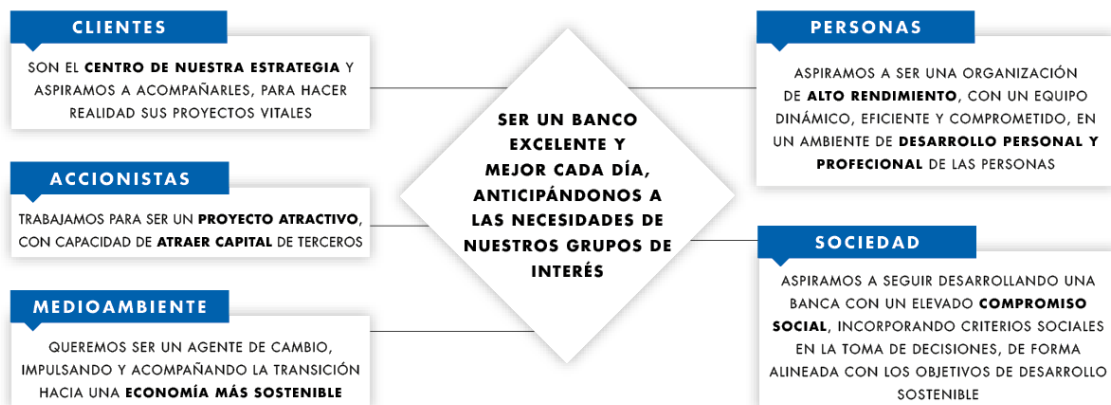 CLIENTES
SON EL CENTRO DE NUESTRA ESTRATEGIA Y
ASPIRAMOS A ACOMPAÑARLES, PARA HACER
REALIDAD SUS PROYECTOS VITALES
ACCIONISTAS
TRABAJAMOS PARA SER UN PROYECTO ATRACTIVO,
CON CAPACIDAD DE ATRAER CAPITAL DE TERCEROS
MEDIOAMBIENTE
QUEREMOS SER UN AGENTE DE CAMBIO,
IMPULSANDO Y ACOMPAÑANDO LA TRANSICIÓN
HACIA UNA ECONOMÍA MÁS SOSTENIBLE
SER UN BANCO
EXCELENTE Y
MEJOR CADA DÍA,
ANTICIPÁNDONOS A
LAS NECESIDADES DE
NUESTROS GRUPOS DE
INTERÉS
PERSONAS
ASPIRAMOS A SER UNA ORGANIZACIÓN
DE ALTO RENDIMIENTO, CON UN EQUIPO
DINÁMICO, EFICIENTE Y COMPROMETIDO, EN
UN AMBIENTE DE DESARROLLO PERSONAL Y
PROFECIONAL DE LAS PERSONAS
SOCIEDAD
ASPIRAMOS A SEGUIR DESARROLLANDO UNA
BANCA CON UN ELEVADO COMPROMISO
SOCIAL, INCORPORANDO CRITERIOS SOCIALES
EN LA TOMA DE DECISIONES, DE FORMA
ALINEADA CON LOS OBJETIVOS DE DESARROLLO
SOSTENIBLE